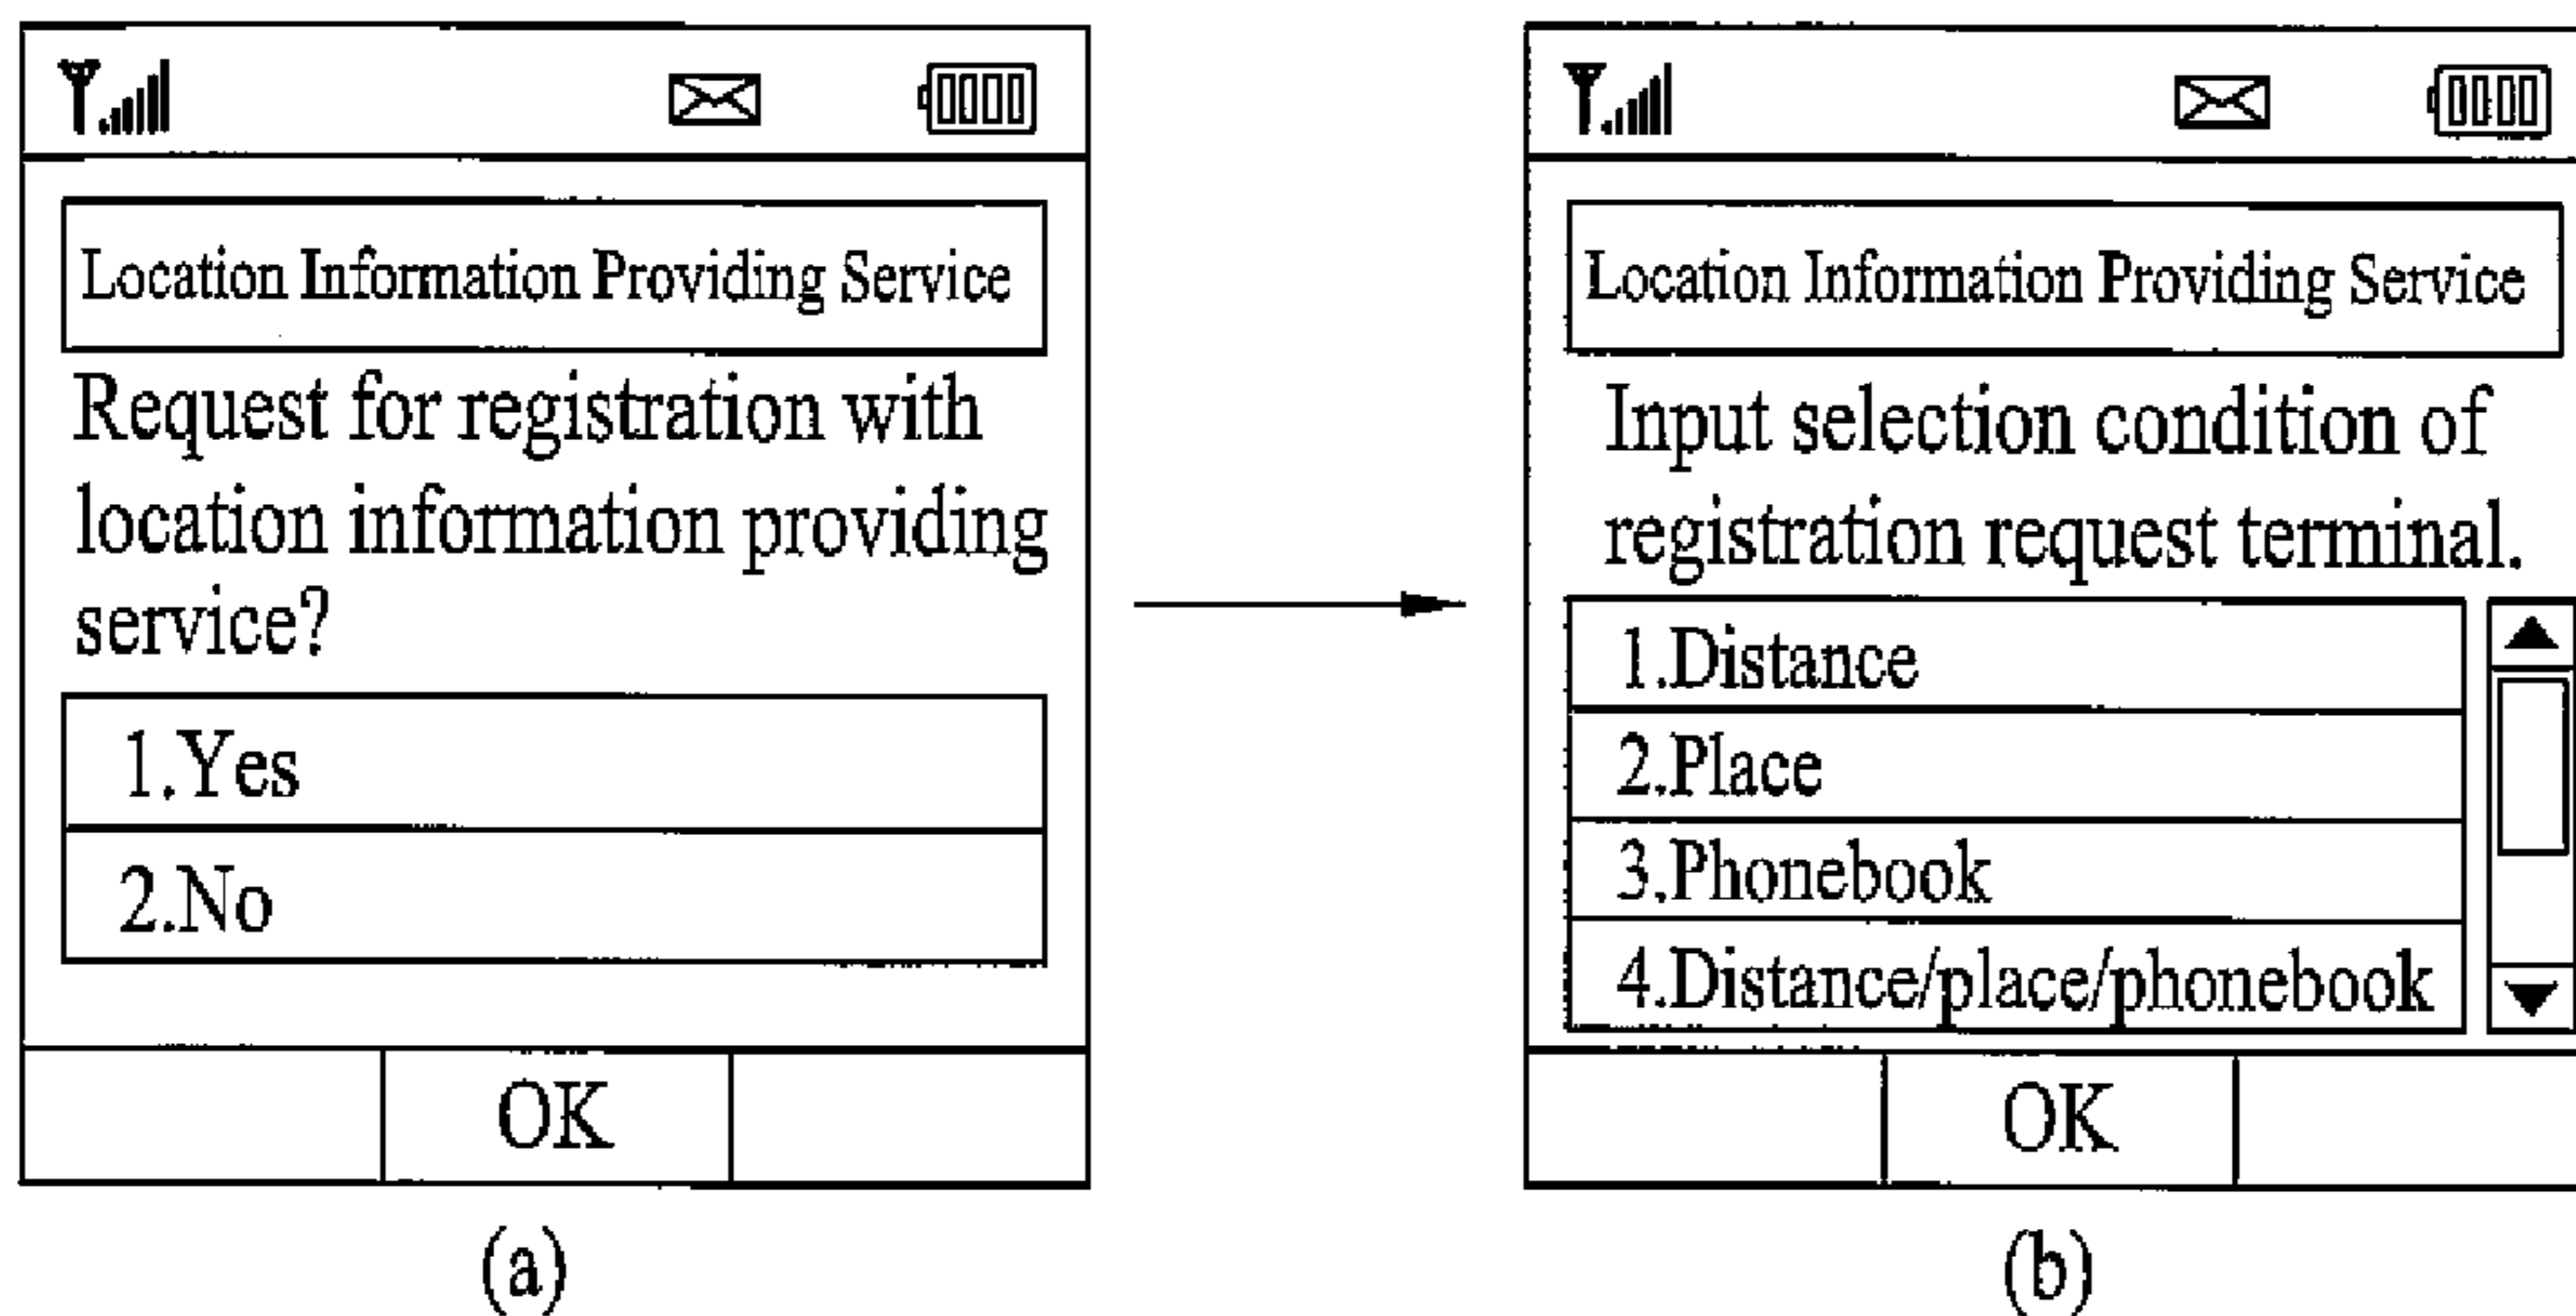 Location Information Providing Service
Request for registration with
location information providing
service?
1.Yes
2.No
OK
(a)
Location Information Providing Service
Input selection condition of
registration request terminal.
1.Distance
2.Place
3.Phonebook
4.Distance/place/phonebook
OK
(b)